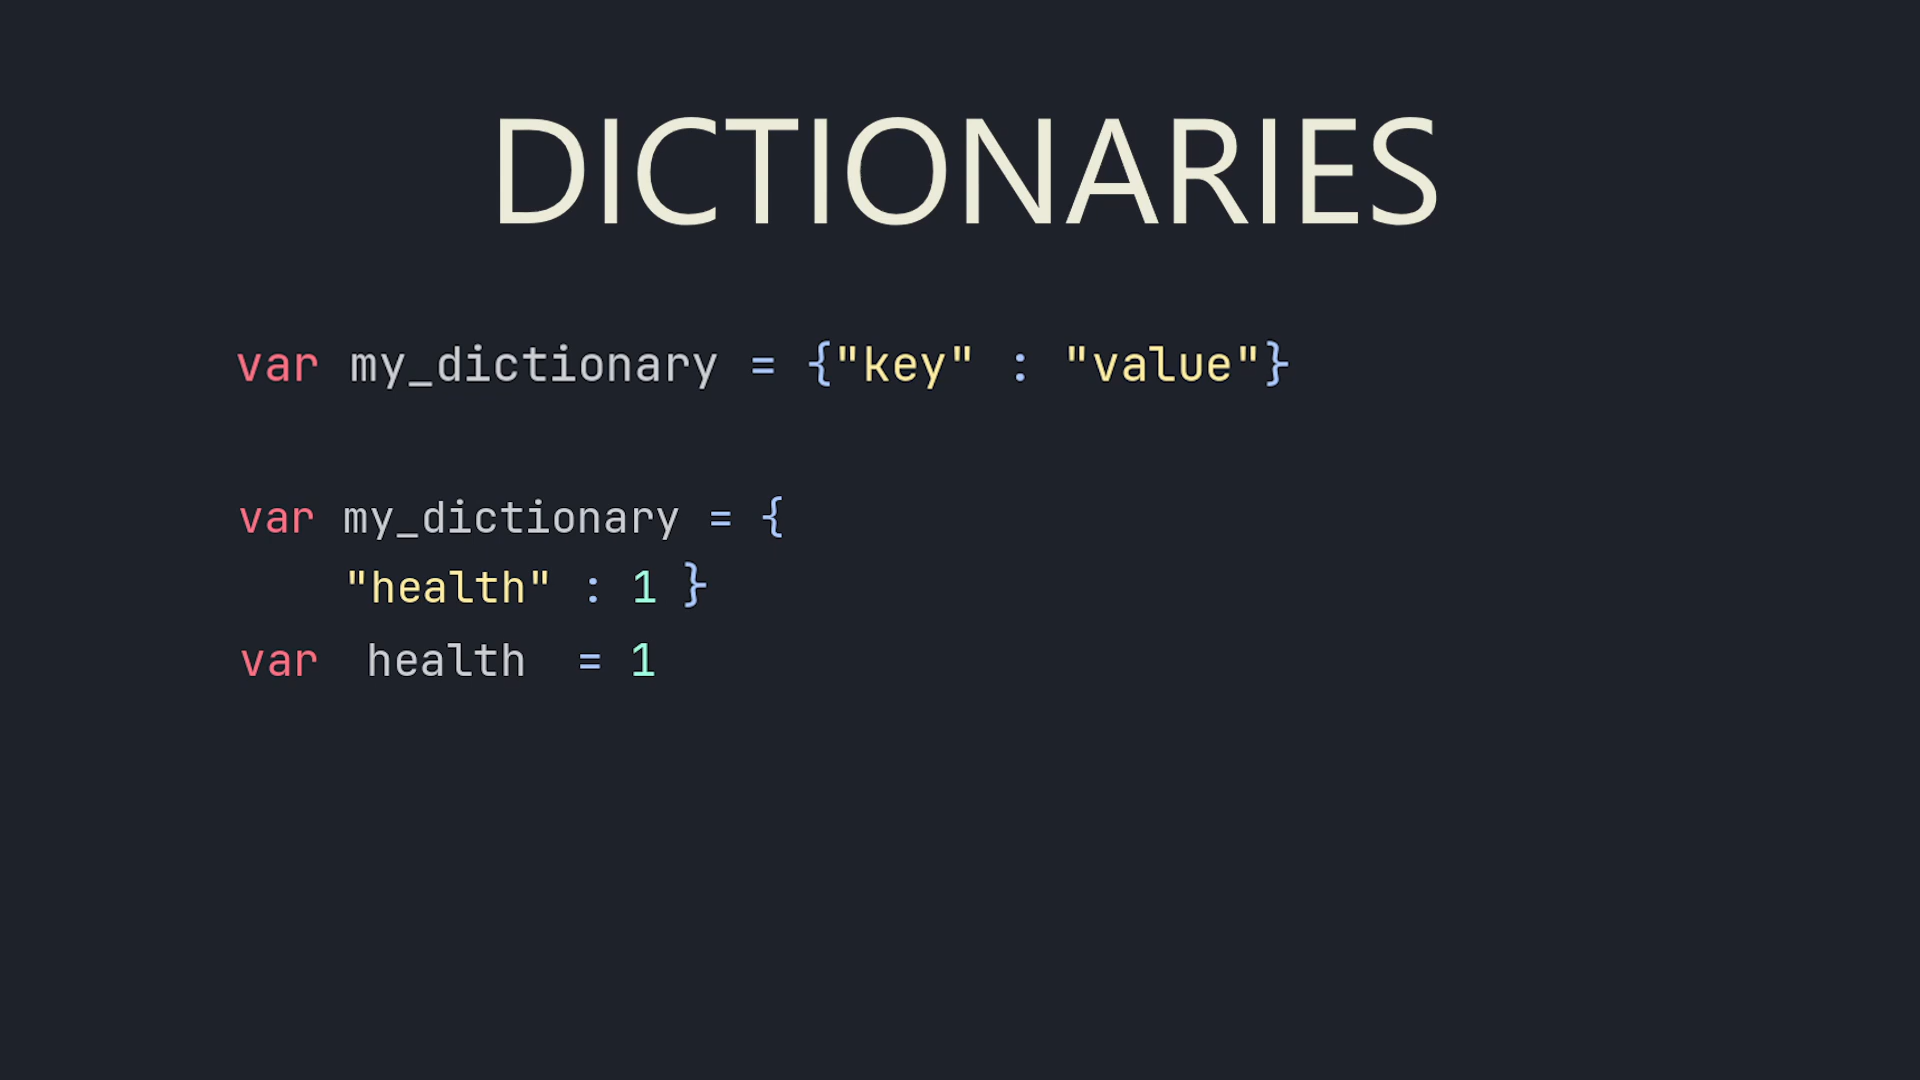 DICTIONARIES
var my_dictionary = {"key" : "value"}
var my_dictionary = {
"health" : 1 }
var health = 1